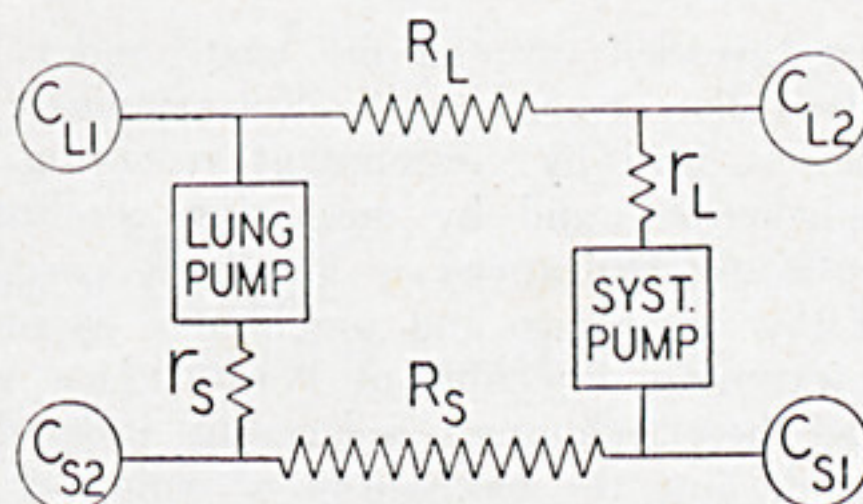 R_L
C_L1
C_L2
r_L
LUNG
PUMP
SYST.
PUMP
r_S
R_S
C_S2
C_S1